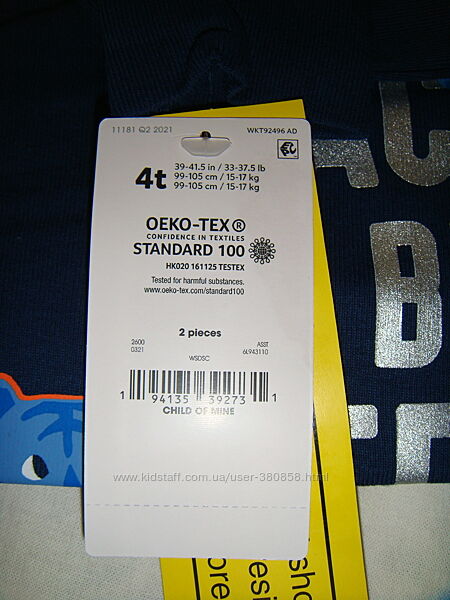 11181 Q2 2021 WKT92496 AD
4t
39-41.5 in / 33-37.5 lb
99-105 cm / 15-17 kg
99-105 cm / 15-17 kg
OEKO-TEX®
CONFIDENCE IN TEXTILES
STANDARD 100
HK020 161125 TESTEX
Tested for harmful substances.
www.oeko-tex.com/standard100
2 pieces
2600 ASST
0321 6L943110
WSDSC
1 94135 39273 1
CHILD OF MINE
www.kidstaff.com.ua/user-380858.html
B